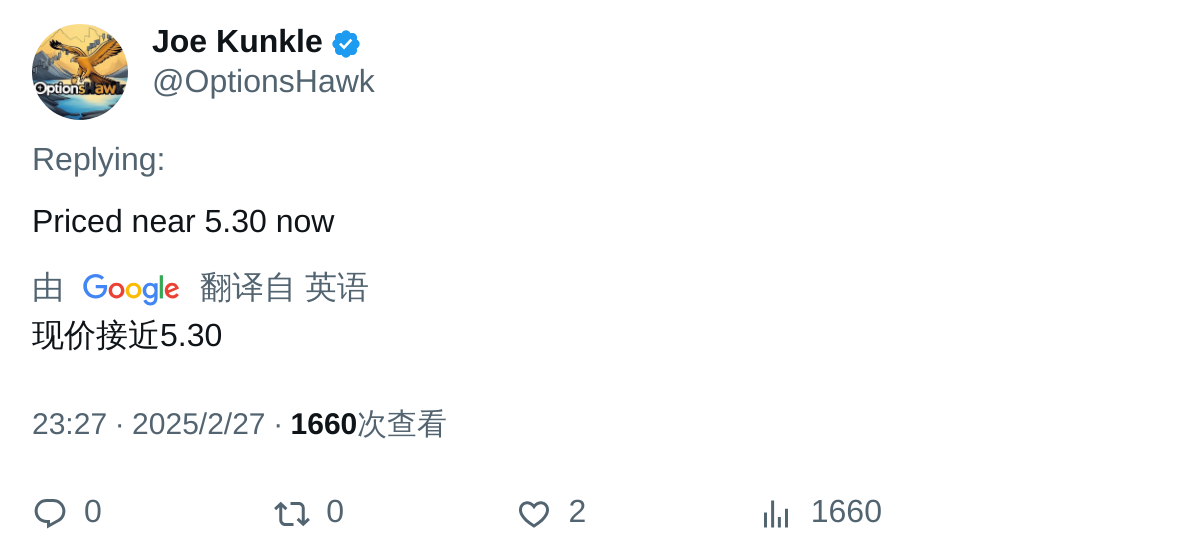 Joe Kunkle
@OptionsHawk
OptionsHawk
Replying:
Priced near 5.30 now
由 Google 翻译自 英语
现价接近5.30
23:27 · 2025/2/27 · 1660次查看
0 0 2 1660